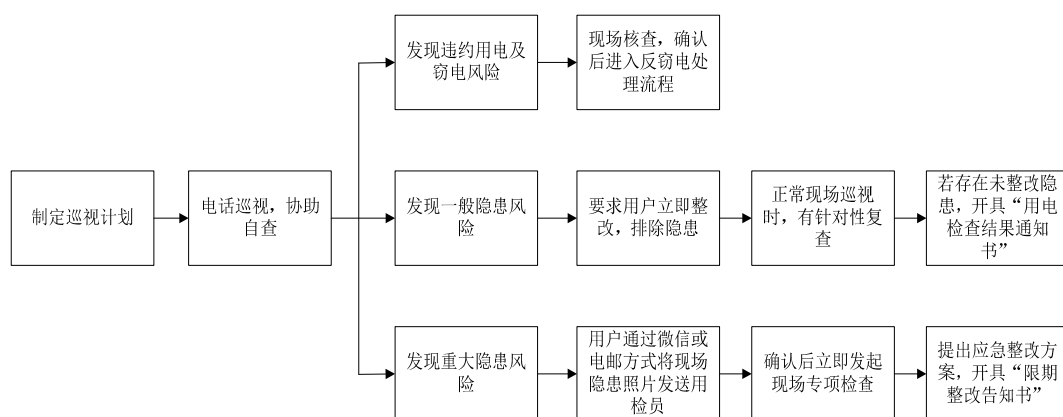 发现违约用电及
窃电风险
现场核查，确认
后进入反窃电处
理流程
制定巡视计划
电话巡视，协助
自查
发现一般隐患风
险
要求用户立即整
改，排除隐患
正常现场巡视
时，有针对性复
查
若存在未整改隐
患，开具“用电
检查结果通知
书”
发现重大隐患风
险
用户通过微信或
电邮方式将现场
隐患照片发送用
检员
确认后立即发起
现场专项检查
提出应急整改方
案，开具“限期
整改告知书”